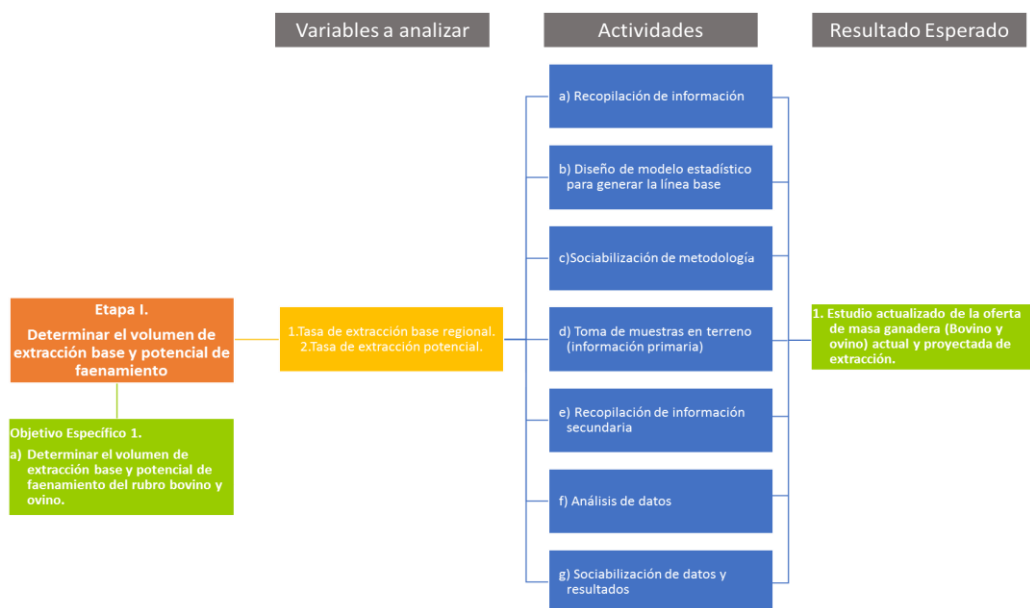 Variables a analizar
Actividades
Resultado Esperado
Etapa I.
Determinar el volumen de
extracción base y potencial de
faenamiento
Objetivo Específico 1.
a) Determinar el volumen de
extracción base y potencial de
faenamiento del rubro bovino y
ovino.
1.Tasa de extracción base regional.
2.Tasa de extracción potencial.
a) Recopilación de información
b) Diseño de modelo estadístico
para generar la línea base
c)Sociabilización de metodología
d) Toma de muestras en terreno
(información primaria)
e) Recopilación de información
secundaria
f) Análisis de datos
g) Sociabilización de datos y
resultados
1. Estudio actualizado de la oferta
de masa ganadera (Bovino y
ovino) actual y proyectada de
extracción.